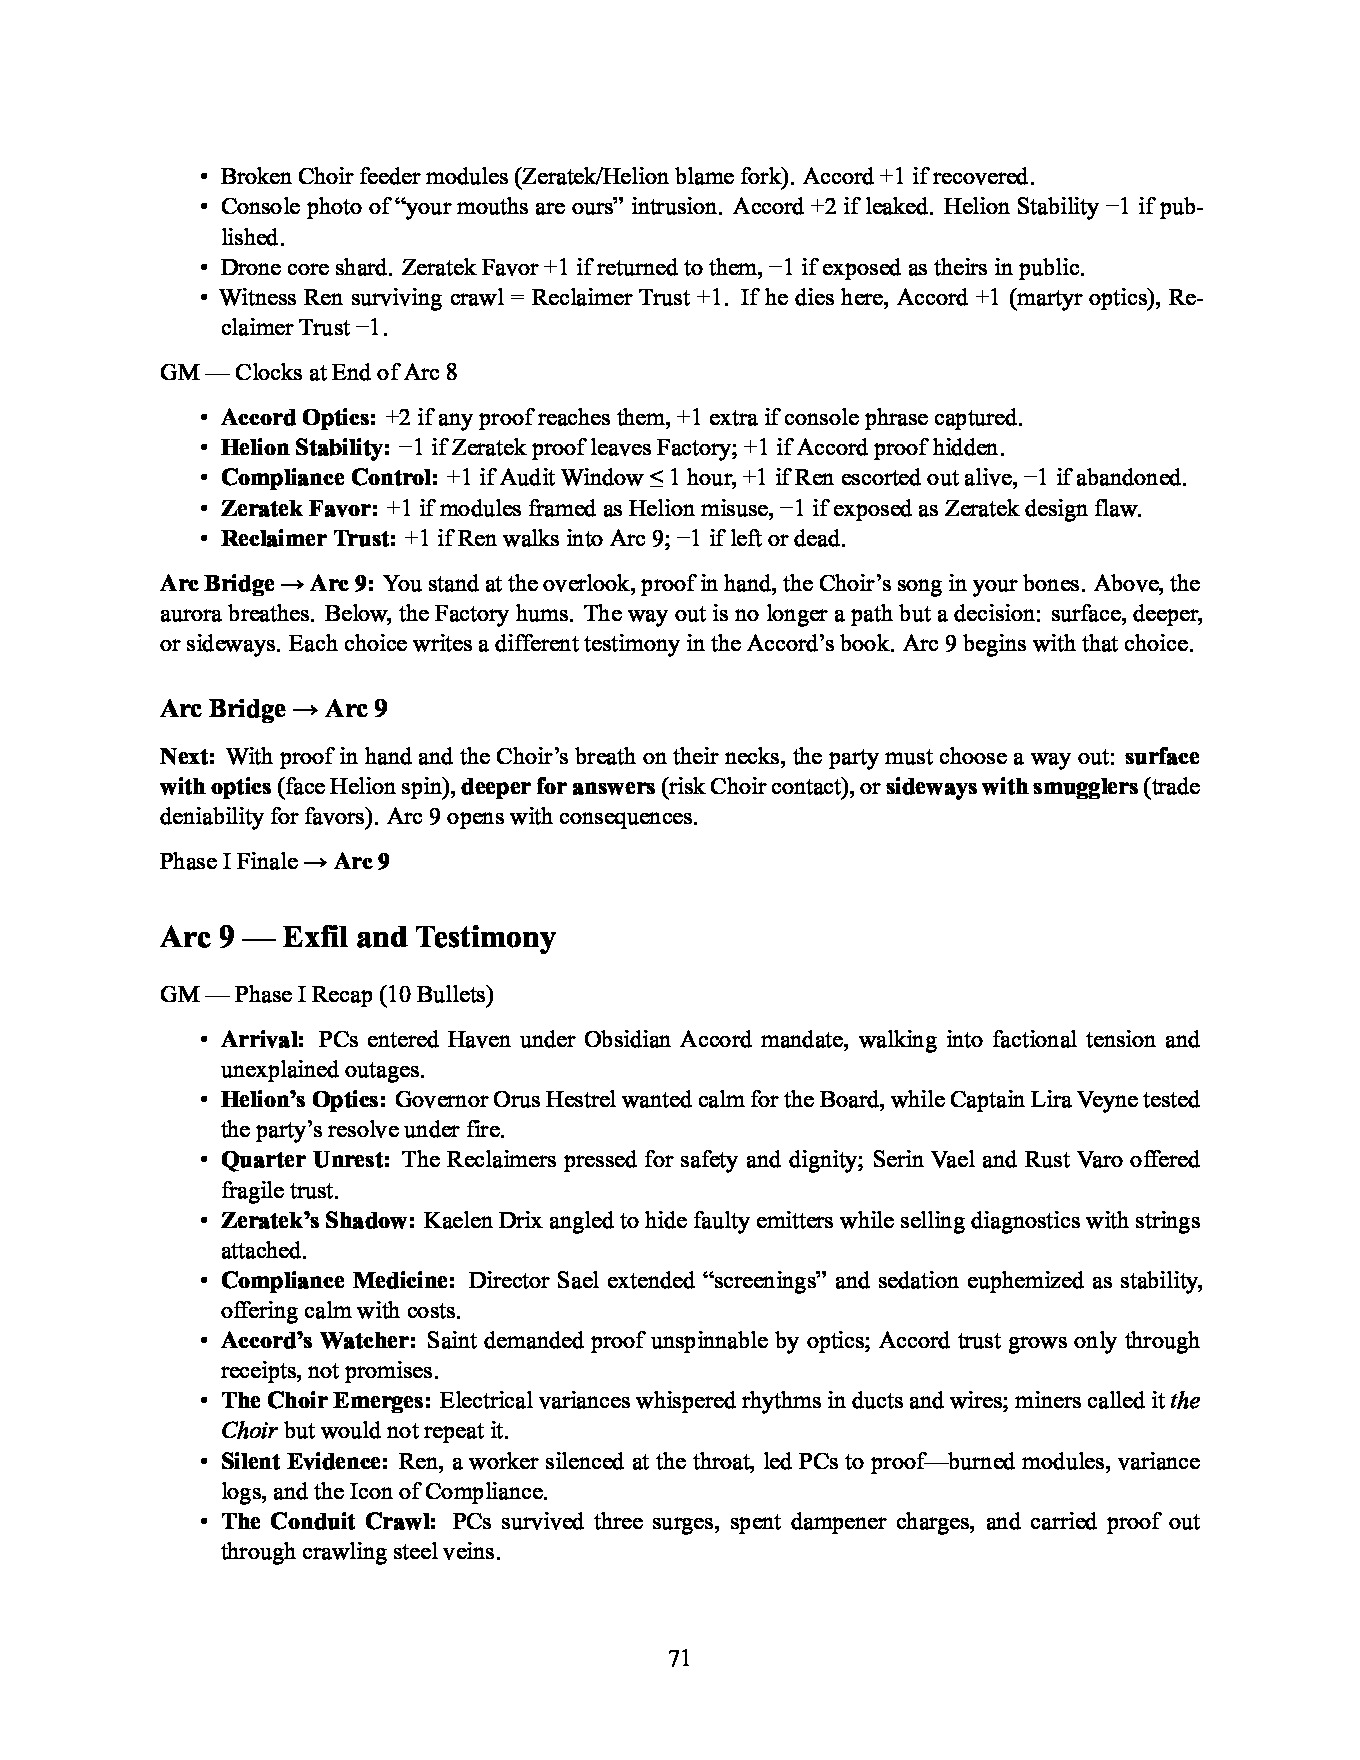 • Broken Choir feeder modules (Zeratek/Helion blame fork). Accord +1 if recovered.
• Console photo of “your mouths are ours” intrusion. Accord +2 if leaked. Helion Stability −1 if pub-
lished.
• Drone core shard. Zeratek Favor +1 if returned to them, −1 if exposed as theirs in public.
• Witness Ren surviving crawl = Reclaimer Trust +1. If he dies here, Accord +1 (martyr optics), Re-
claimer Trust −1.
GM — Clocks at End of Arc 8
• Accord Optics: +2 if any proof reaches them, +1 extra if console phrase captured.
• Helion Stability: −1 if Zeratek proof leaves Factory; +1 if Accord proof hidden.
• Compliance Control: +1 if Audit Window ≤ 1 hour, +1 if Ren escorted out alive, −1 if abandoned.
• Zeratek Favor: +1 if modules framed as Helion misuse, −1 if exposed as Zeratek design flaw.
• Reclaimer Trust: +1 if Ren walks into Arc 9; −1 if left or dead.
Arc Bridge → Arc 9: You stand at the overlook, proof in hand, the Choir’s song in your bones. Above, the
aurora breathes. Below, the Factory hums. The way out is no longer a path but a decision: surface, deeper,
or sideways. Each choice writes a different testimony in the Accord’s book. Arc 9 begins with that choice.
Arc Bridge → Arc 9
Next: With proof in hand and the Choir’s breath on their necks, the party must choose a way out: surface
with optics (face Helion spin), deeper for answers (risk Choir contact), or sideways with smugglers (trade
deniability for favors). Arc 9 opens with consequences.
Phase I Finale → Arc 9
Arc 9 — Exfil and Testimony
GM — Phase I Recap (10 Bullets)
• Arrival: PCs entered Haven under Obsidian Accord mandate, walking into factional tension and
unexplained outages.
• Helion’s Optics: Governor Orus Hestrel wanted calm for the Board, while Captain Lira Veyne tested
the party’s resolve under fire.
• Quarter Unrest: The Reclaimers pressed for safety and dignity; Serin Vael and Rust Varo offered
fragile trust.
• Zeratek’s Shadow: Kaelen Drix angled to hide faulty emitters while selling diagnostics with strings
attached.
• Compliance Medicine: Director Sael extended “screenings” and sedation euphemized as stability,
offering calm with costs.
• Accord’s Watcher: Saint demanded proof unspinnable by optics; Accord trust grows only through
receipts, not promises.
• The Choir Emerges: Electrical variances whispered rhythms in ducts and wires; miners called it the
Choir but would not repeat it.
• Silent Evidence: Ren, a worker silenced at the throat, led PCs to proof—burned modules, variance
logs, and the Icon of Compliance.
• The Conduit Crawl: PCs survived three surges, spent dampener charges, and carried proof out
through crawling steel veins.
71